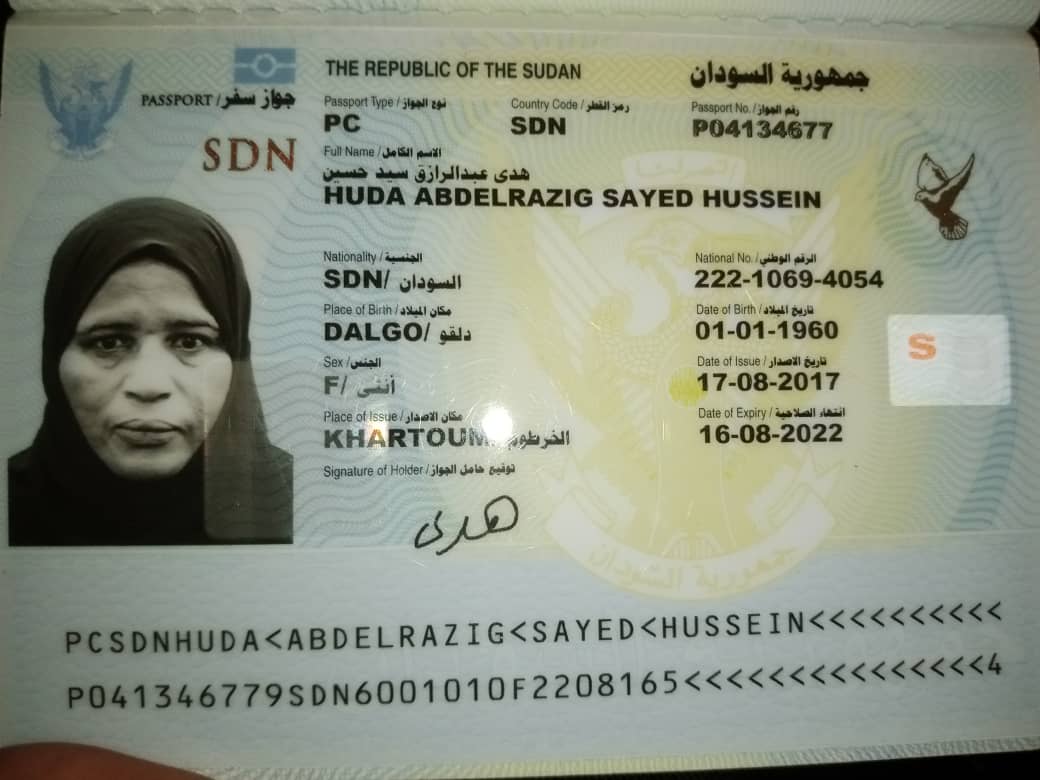 THE REPUBLIC OF THE SUDAN جمهورية السودان
PASSPORT / جواز سفر
SDN
Passport Type / نوع الجواز Country Code / رمز القطر Passport No. / رقم الجواز
PC SDN P04134677
Full Name / الاسم الكامل
هدى عبدالرازق سيد حسين
HUDA ABDELRAZIG SAYED HUSSEIN
Nationality / الجنسية National No. / الرقم الوطني
SDN/ السودان 222-1069-4054
Place of Birth / مكان الميلاد Date of Birth / تاريخ الميلاد
DALGO/ دلقو 01-01-1960
Sex / الجنس Date of Issue / تاريخ الاصدار
F/ أنثى 17-08-2017
Place of Issue / مكان الاصدار Date of Expiry / انتهاء الصلاحية
KHARTOUM/ الخرطوم 16-08-2022
S
Signature of Holder / توقيع حامل الجواز
هدى
جمهورية السودان
PCSDNHUDA<ABDELRAZIG<SAYED<HUSSEIN<<<<<<<<<<
P041346779SDN6001010F2208165<<<<<<<<<<<<<<<4